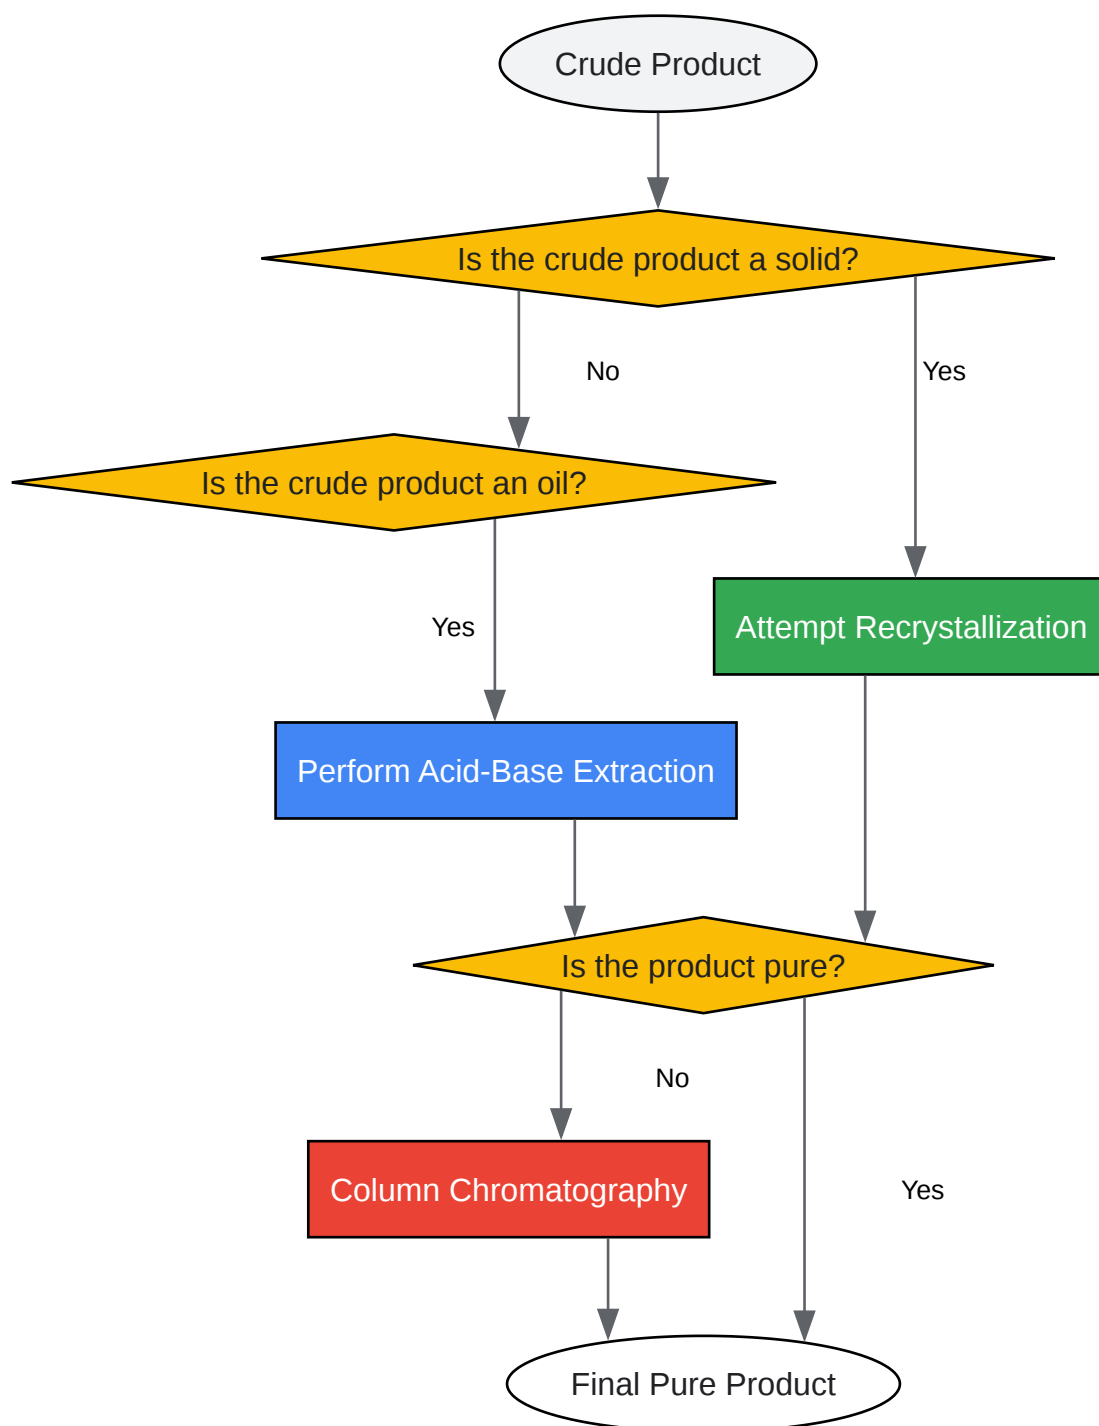 Crude Product
Is the crude product a solid?
No
Yes
Is the crude product an oil?
Yes
Attempt Recrystallization
Perform Acid-Base Extraction
Is the product pure?
No
Column Chromatography
Yes
Final Pure Product